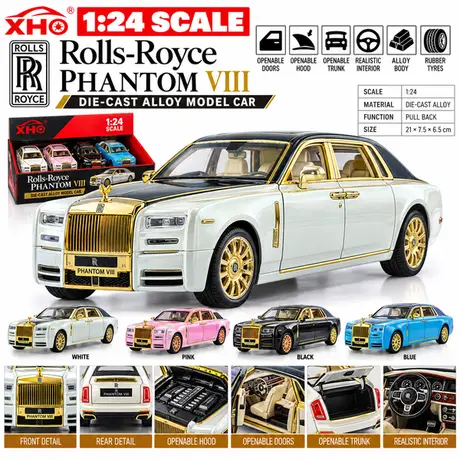 XHO
1:24 SCALE
ROLLS
RR
ROYCE
Rolls-Royce
PHANTOM VIII
DIE-CAST ALLOY MODEL CAR
OPENABLE DOORS
OPENABLE HOOD
OPENABLE TRUNK
REALISTIC INTERIOR
ALLOY BODY
RUBBER TYRES
SCALE 1:24
MATERIAL DIE-CAST ALLOY
FUNCTION PULL BACK
SIZE 21 × 7.5 × 6.5 cm
XHO
1:24 SCALE
Rolls-Royce
PHANTOM VIII
DIE-CAST ALLOY MODEL CAR
PHANTOM VIII
WHITE
PINK
BLACK
BLUE
PHANTOM VIII
FRONT DETAIL
REAR DETAIL
OPENABLE HOOD
OPENABLE DOORS
OPENABLE TRUNK
REALISTIC INTERIOR